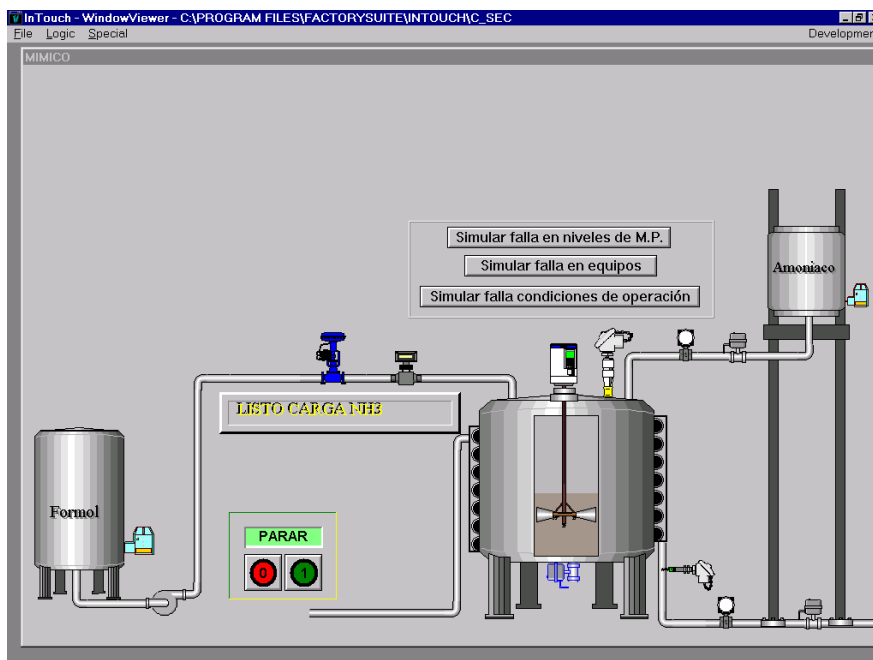 InTouch - WindowViewer - C:\PROGRAM FILES\FACTORYSUITE\INTOUCH\C_SEC
File Logic Special
Developmen
MIMICO
Simular falla en niveles de M.P.
Simular falla en equipos
Simular falla condiciones de operación
Amoniaco
LISTO CARGA NH3
Formol
PARAR
0 1